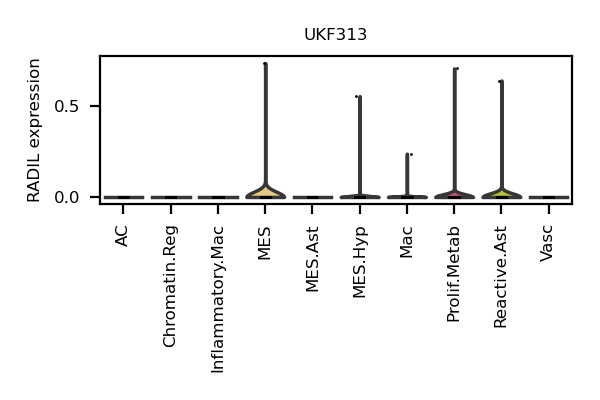 UKF313
RADIL expression
0.5
0.0
AC
Chromatin.Reg
Inflammatory.Mac
MES
MES.Ast
MES.Hyp
Mac
Prolif.Metab
Reactive.Ast
Vasc